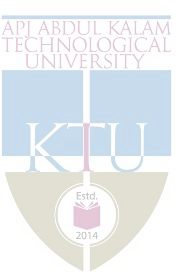 APJ ABDUL KALAM
TECHNOLOGICAL
UNIVERSITY
KTU
Estd.
2014